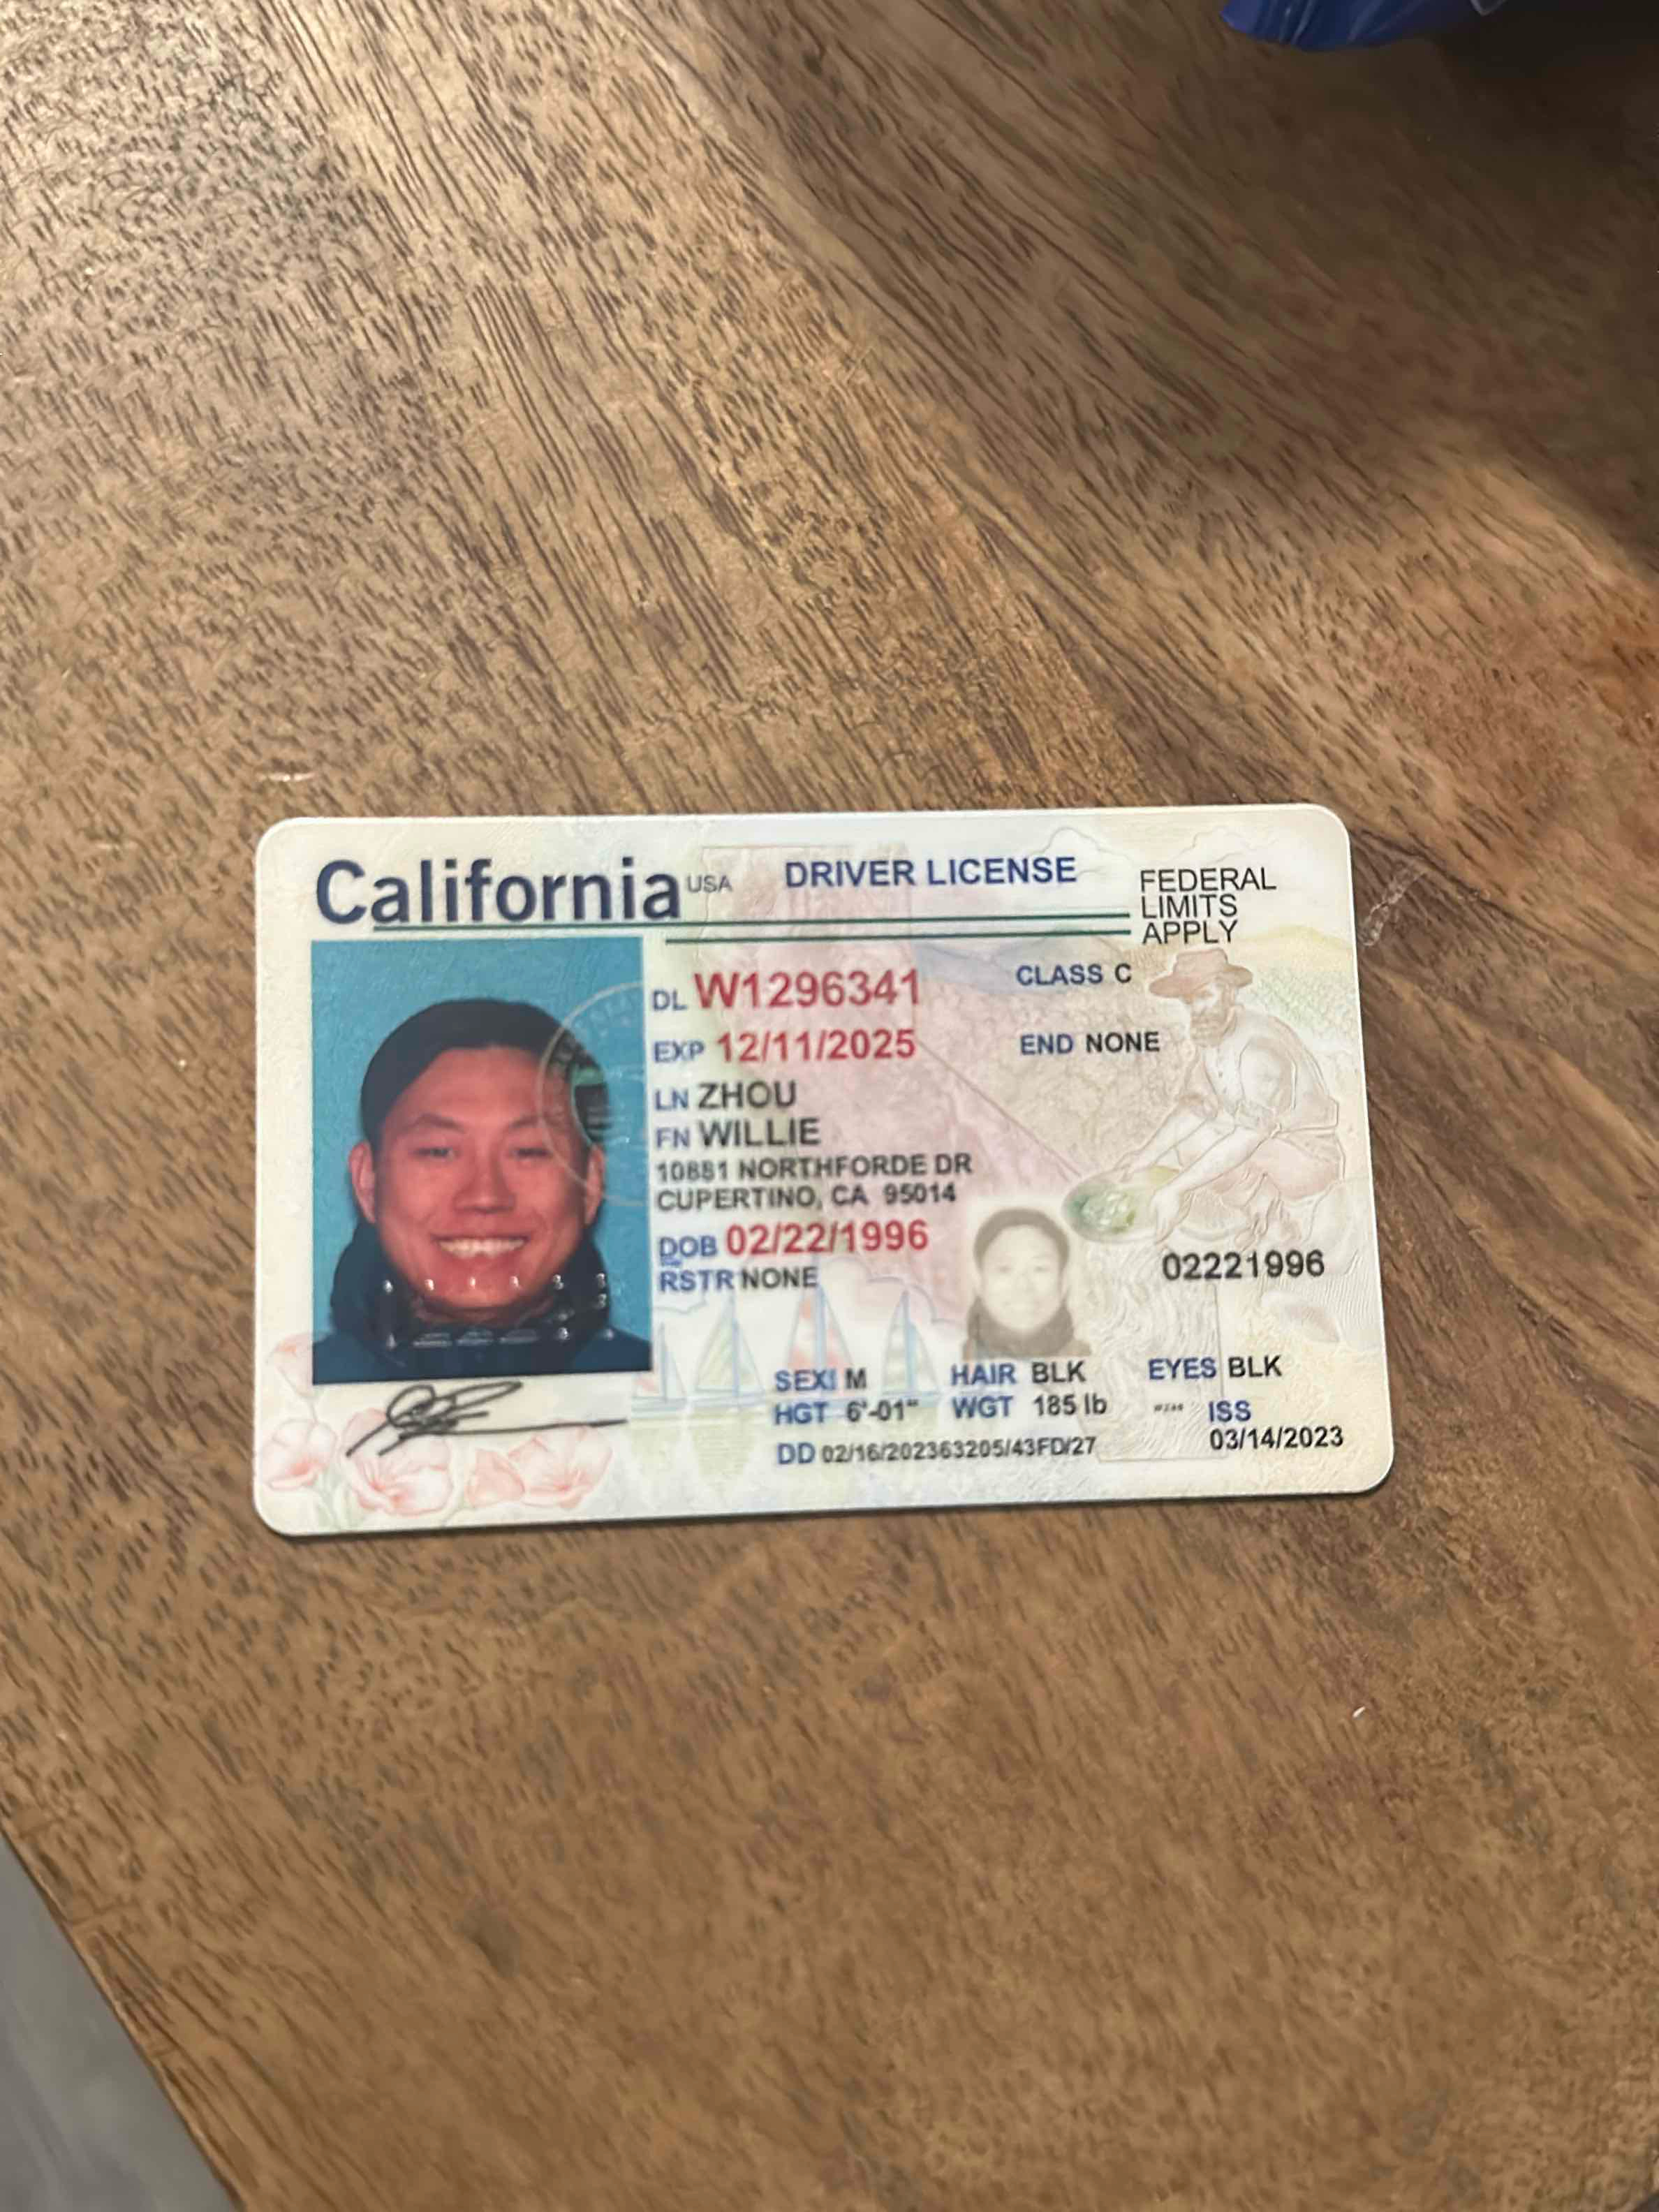 California USA DRIVER LICENSE
FEDERAL
LIMITS
APPLY
DL W1296341
CLASS C
EXP 12/11/2025
END NONE
LN ZHOU
FN WILLIE
10881 NORTHFORDE DR
CUPERTINO, CA 95014
DOB 02/22/1996
RSTR NONE
02221996
SEX M HAIR BLK EYES BLK
HGT 6'-01" WGT 185 lb ISS
DD 02/16/202363205/43FD/27 03/14/2023